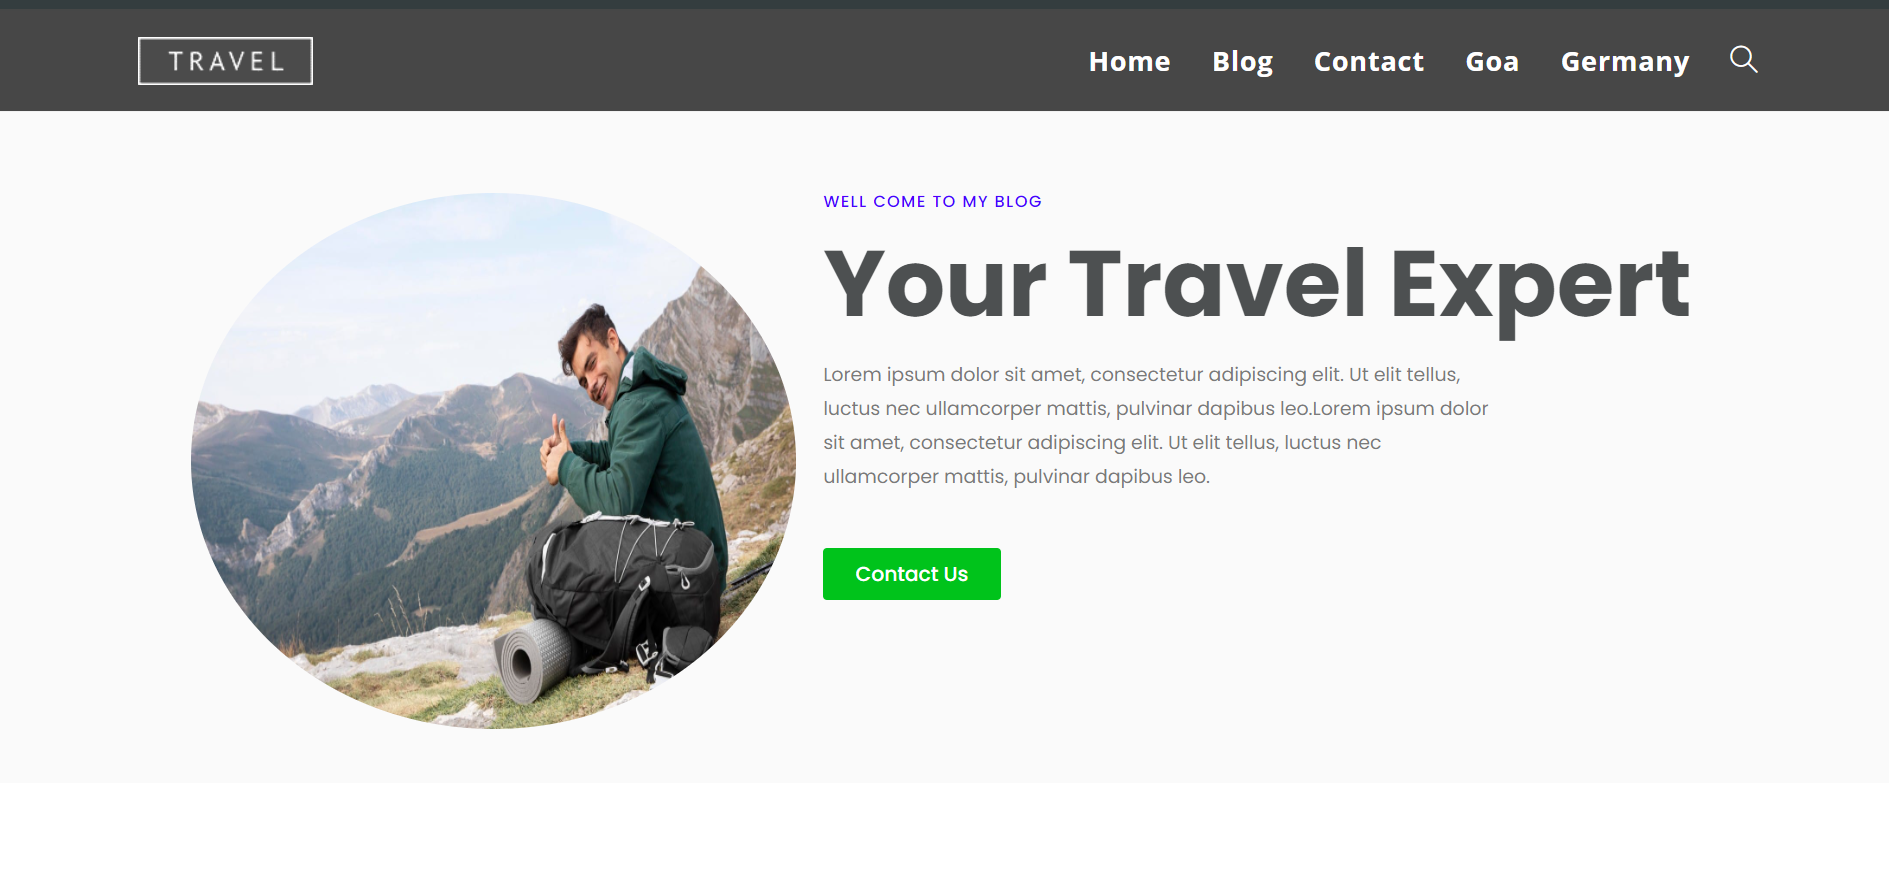 TRAVEL
Home Blog Contact Goa Germany
WELL COME TO MY BLOG
Your Travel Expert
Lorem ipsum dolor sit amet, consectetur adipiscing elit. Ut elit tellus,
luctus nec ullamcorper mattis, pulvinar dapibus leo.Lorem ipsum dolor
sit amet, consectetur adipiscing elit. Ut elit tellus, luctus nec
ullamcorper mattis, pulvinar dapibus leo.
Contact Us